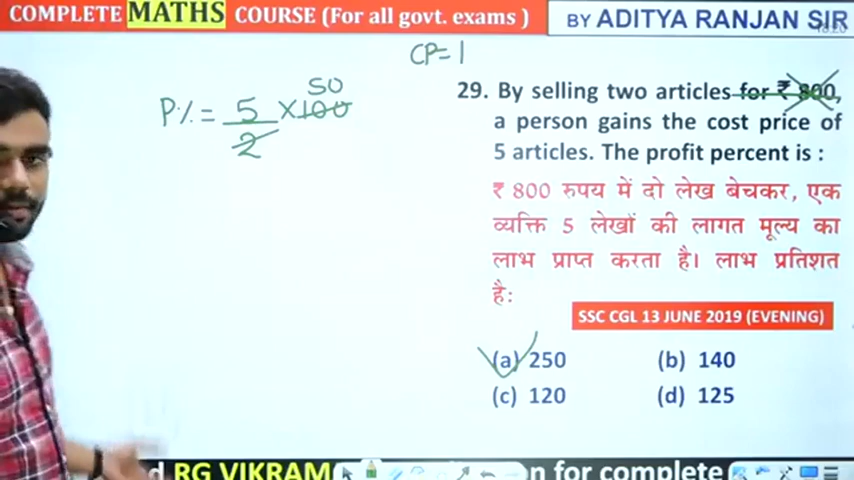 COMPLETE MATHS COURSE (For all govt. exams )
BY ADITYA RANJAN SIR
CP=1
P%= 5/2 ×100
50
29. By selling two articles for ₹ 800,
a person gains the cost price of
5 articles. The profit percent is :
₹ 800 रुपय में दो लेख बेचकर, एक
व्यक्ति 5 लेखों की लागत मूल्य का
लाभ प्राप्त करता है। लाभ प्रतिशत
है:
SSC CGL 13 JUNE 2019 (EVENING)
(a) 250 (b) 140
(c) 120 (d) 125
RG VIKRAM
on for complete